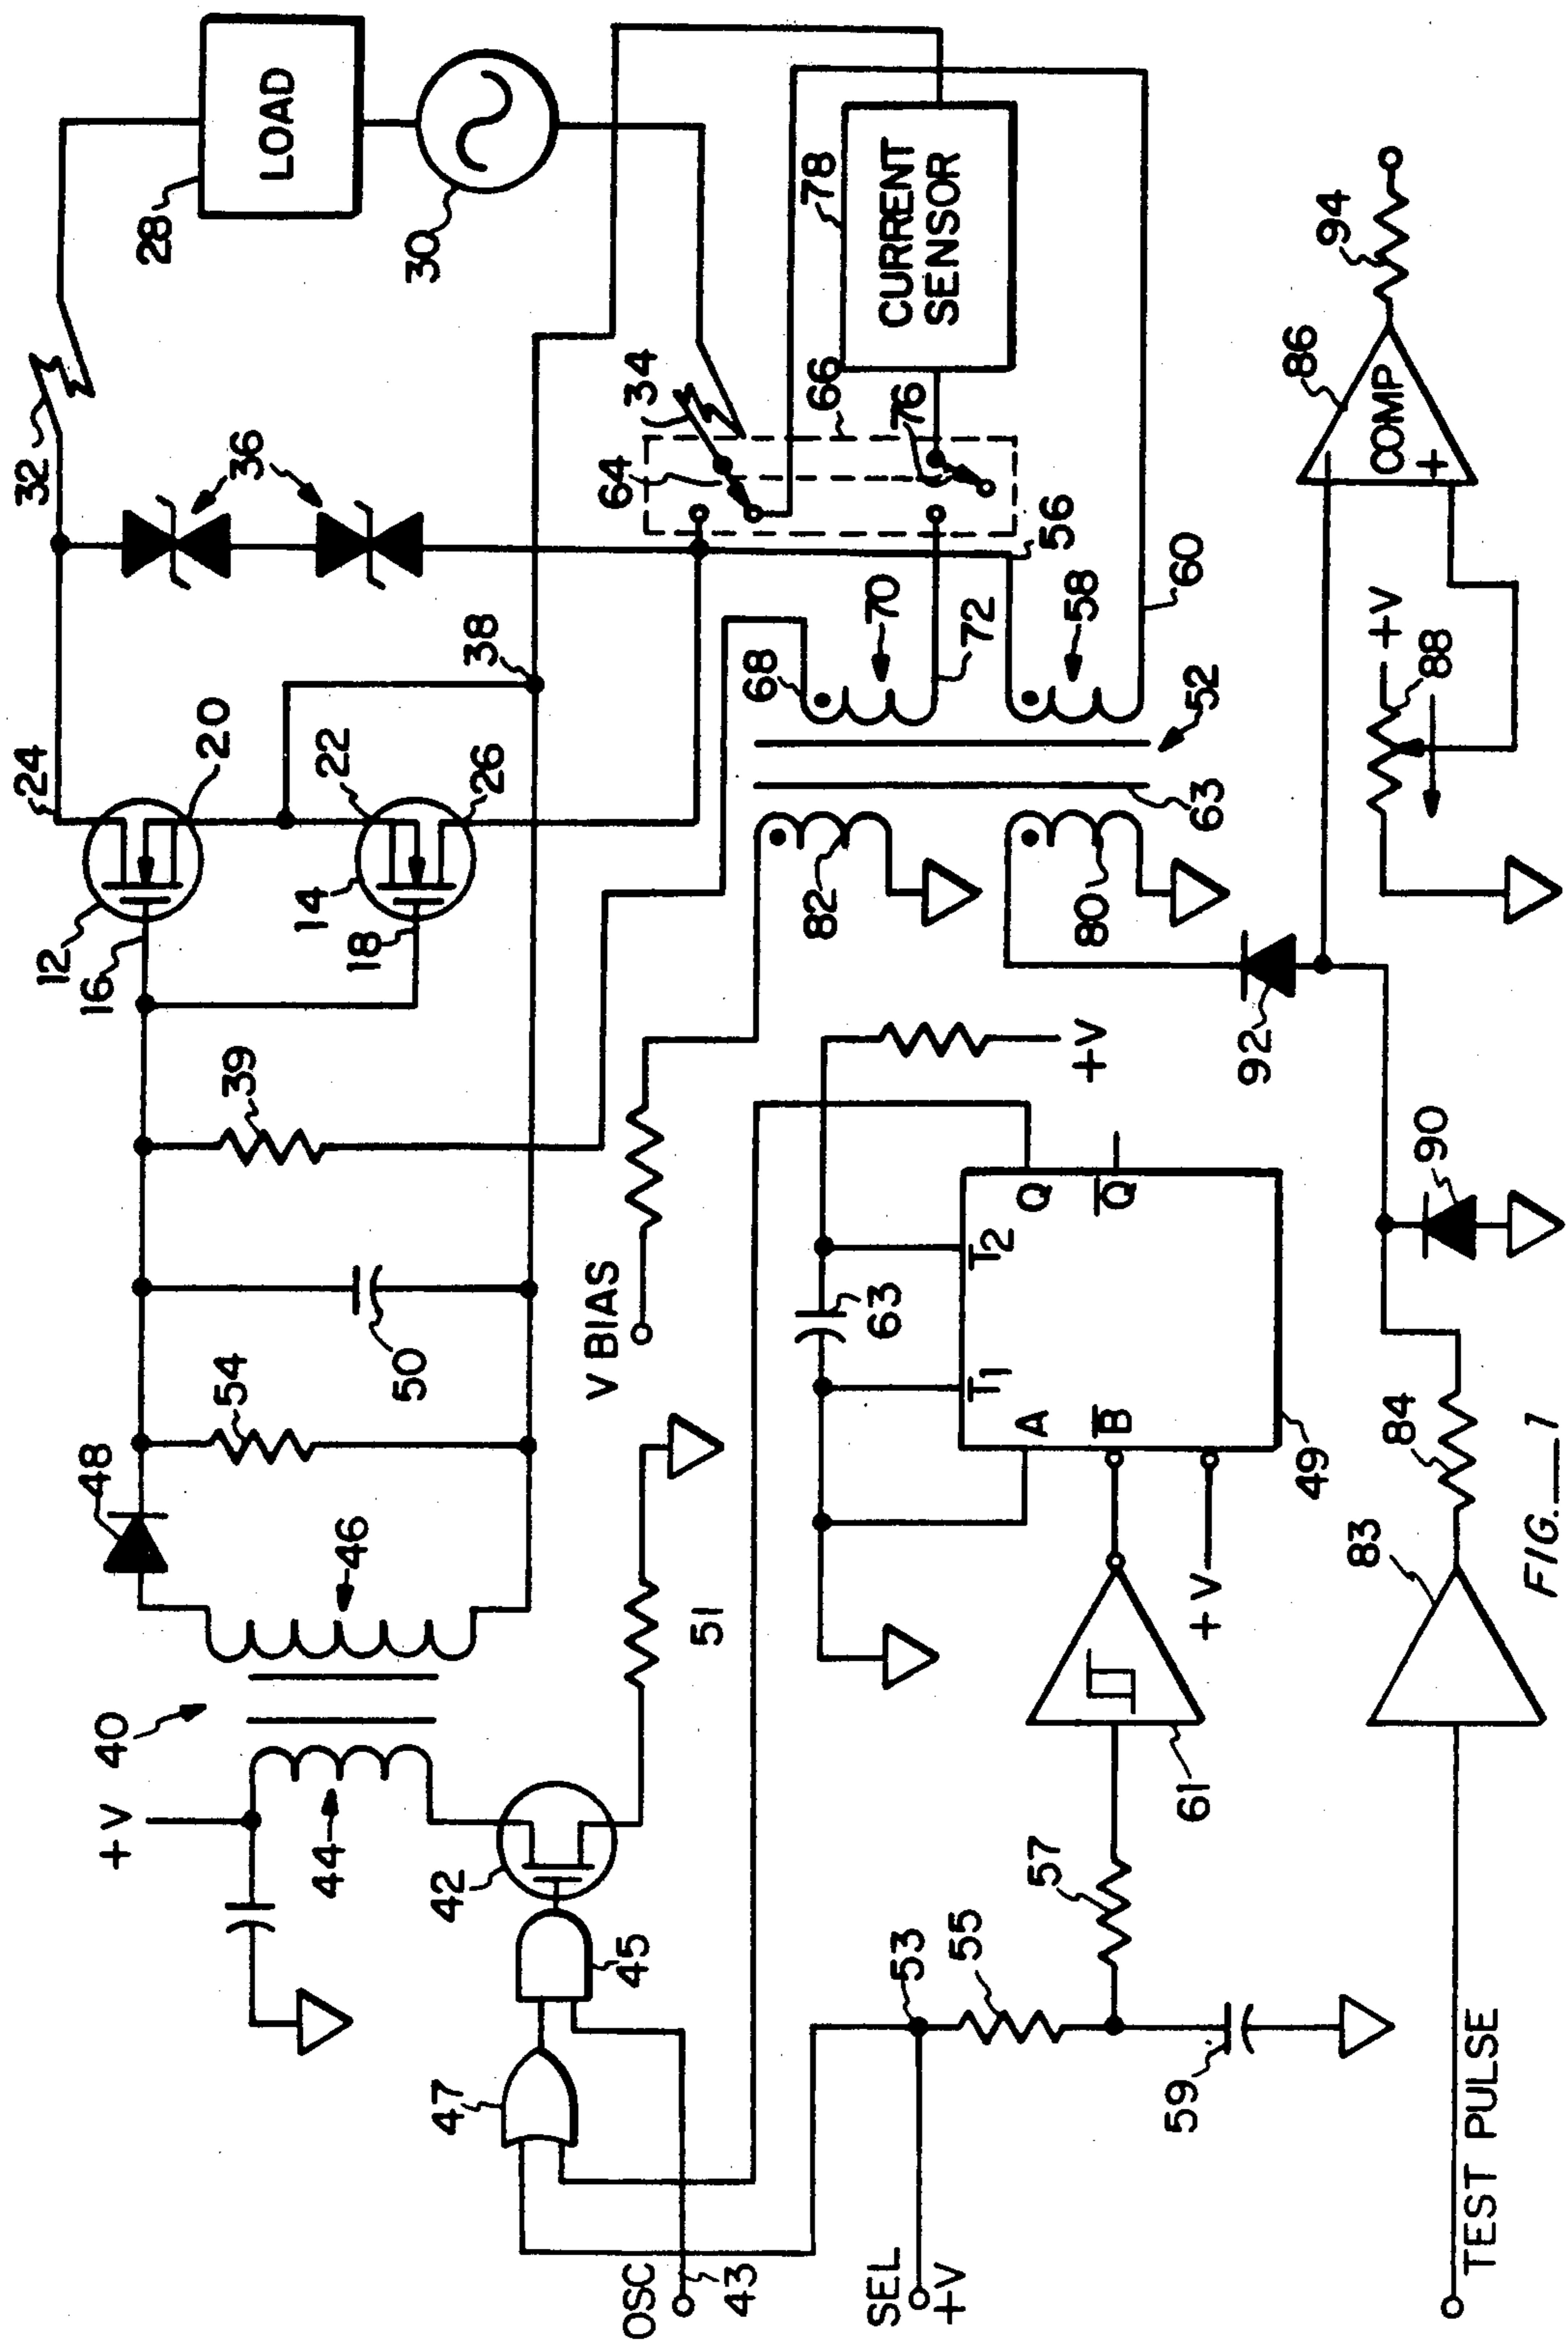 24
32
12
16
48
40
+V
28
LOAD
20
36
54
39
44
46
14
22
18
50
30
42
47
26
38
45
OSC
43
V BIAS
64
34
51
68
66
78
70
76
CURRENT
SENSOR
SEL
+V
53
55
63
82
72
56
58
57
T1
T2
A
Q
B
Q
80
60
52
63
+V
+V
59
61
49
92
86
COMP
−
+
94
83
84
90
+V
88
TEST PULSE
FIG._1